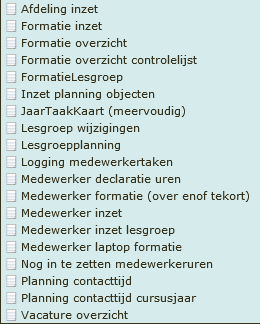 Afdeling inzet
Formatie inzet
Formatie overzicht
Formatie overzicht controlelijst
FormatieLesgroep
Inzet planning objecten
JaarTaakKaart (meervoudig)
Lesgroep wijzigingen
Lesgroepplanning
Logging medewerkertaken
Medewerker declaratie uren
Medewerker formatie (over enof tekort)
Medewerker inzet
Medewerker inzet lesgroep
Medewerker laptop formatie
Nog in te zetten medewerkeruren
Planning contacttijd
Planning contacttijd cursusjaar
Vacature overzicht